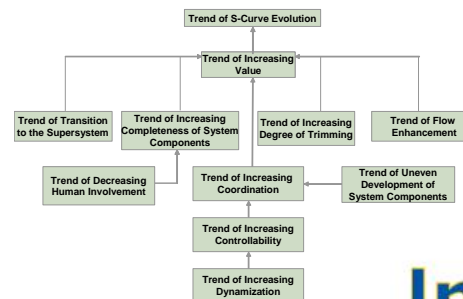 Trend of S-Curve Evolution
Trend of Increasing
Value
Trend of Transition
to the Supersystem
Trend of Increasing
Completeness of System
Components
Trend of Increasing
Degree of Trimming
Trend of Flow
Enhancement
Trend of Decreasing
Human Involvement
Trend of Increasing
Coordination
Trend of Uneven
Development of
System Components
Trend of Increasing
Controllability
Trend of Increasing
Dynamization